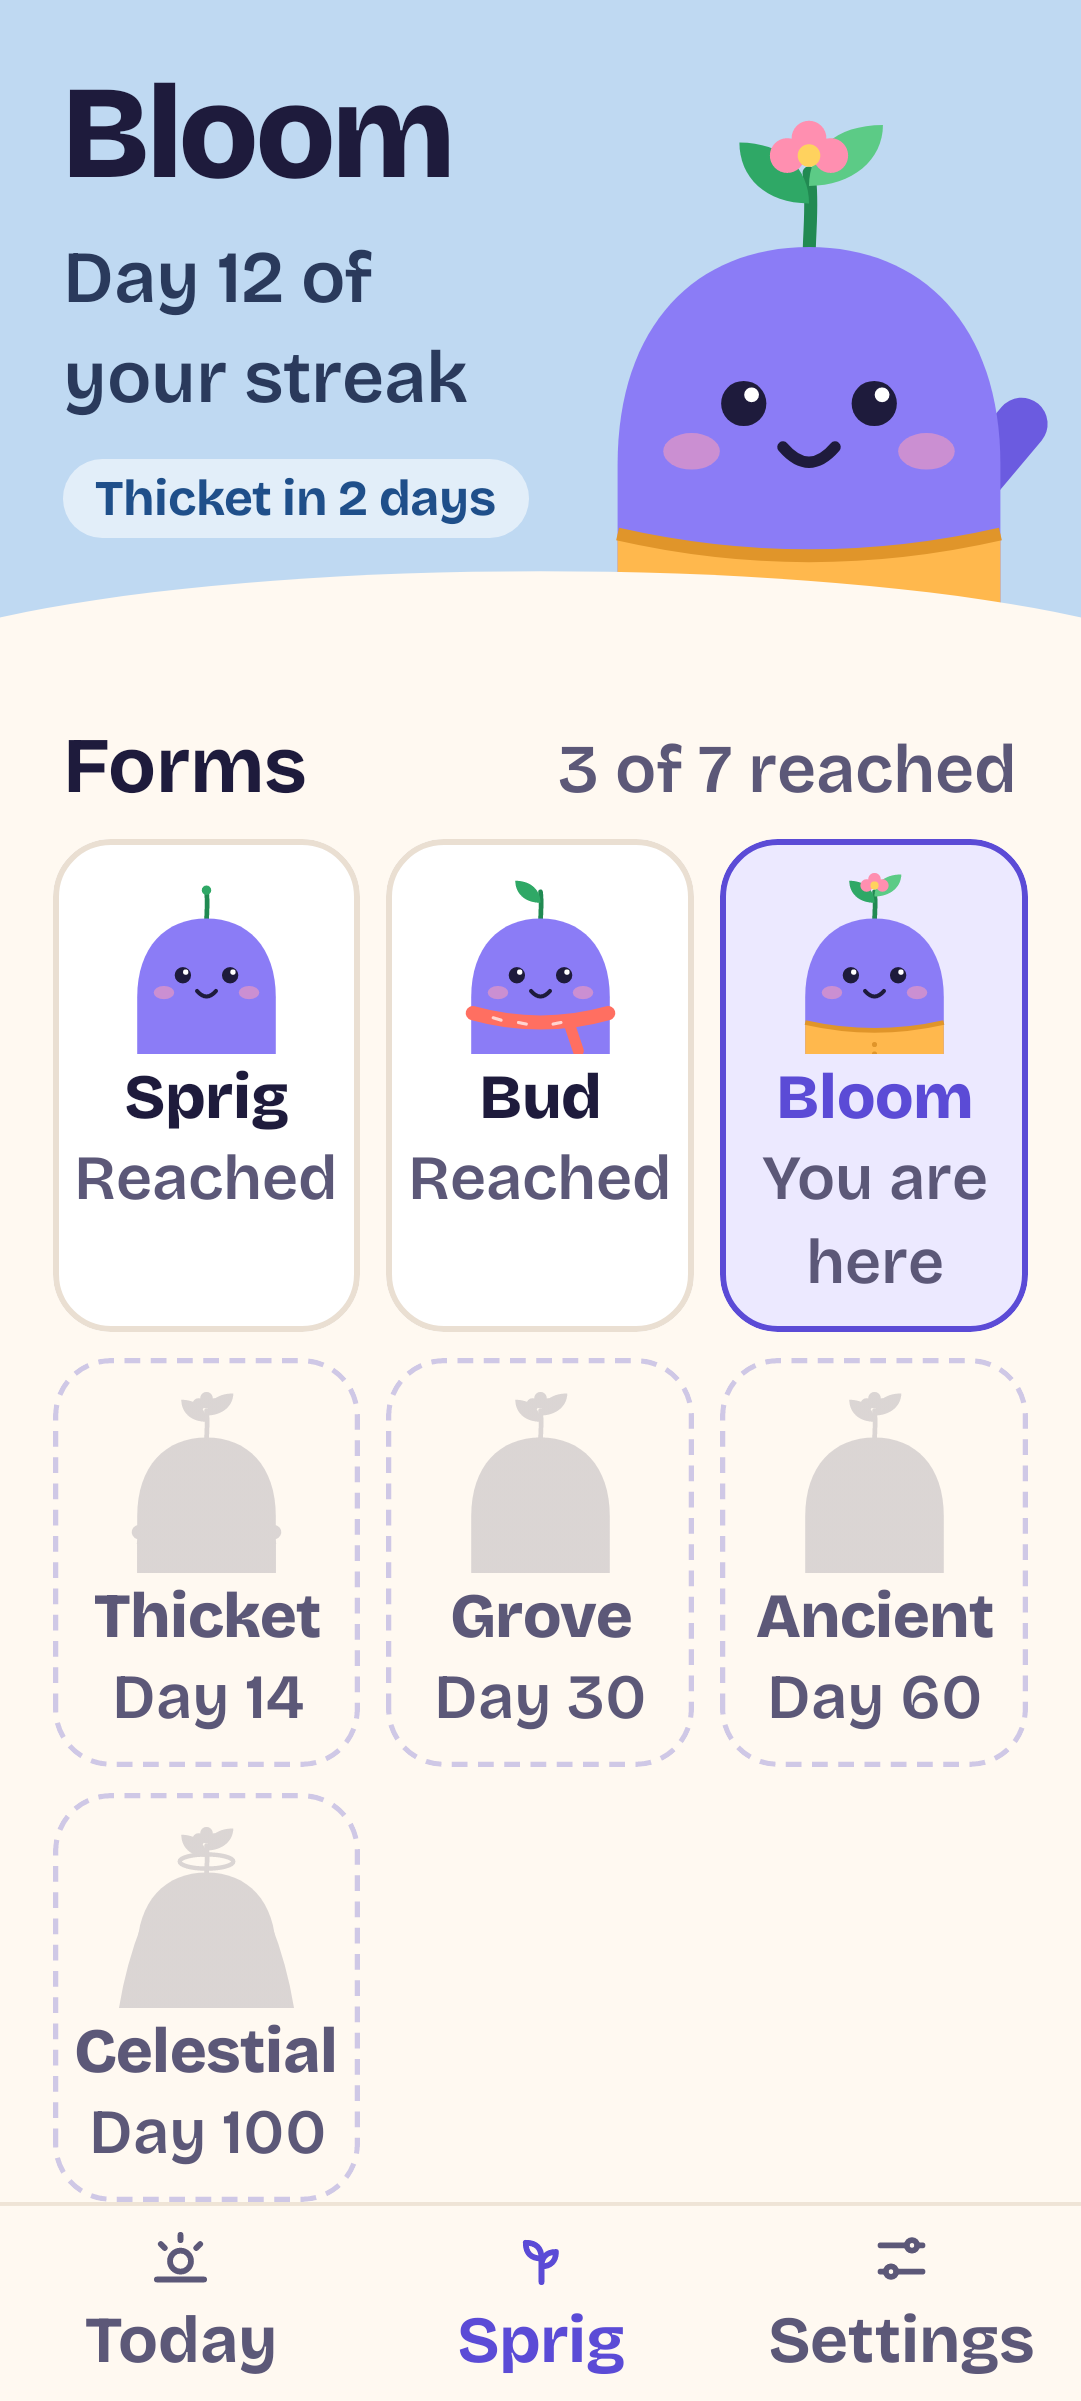 Bloom
Day 12 of
your streak
Thicket in 2 days
Forms
3 of 7 reached
Sprig
Reached
Bud
Reached
Bloom
You are
here
Thicket
Day 14
Grove
Day 30
Ancient
Day 60
Celestial
Day 100
Today
Sprig
Settings